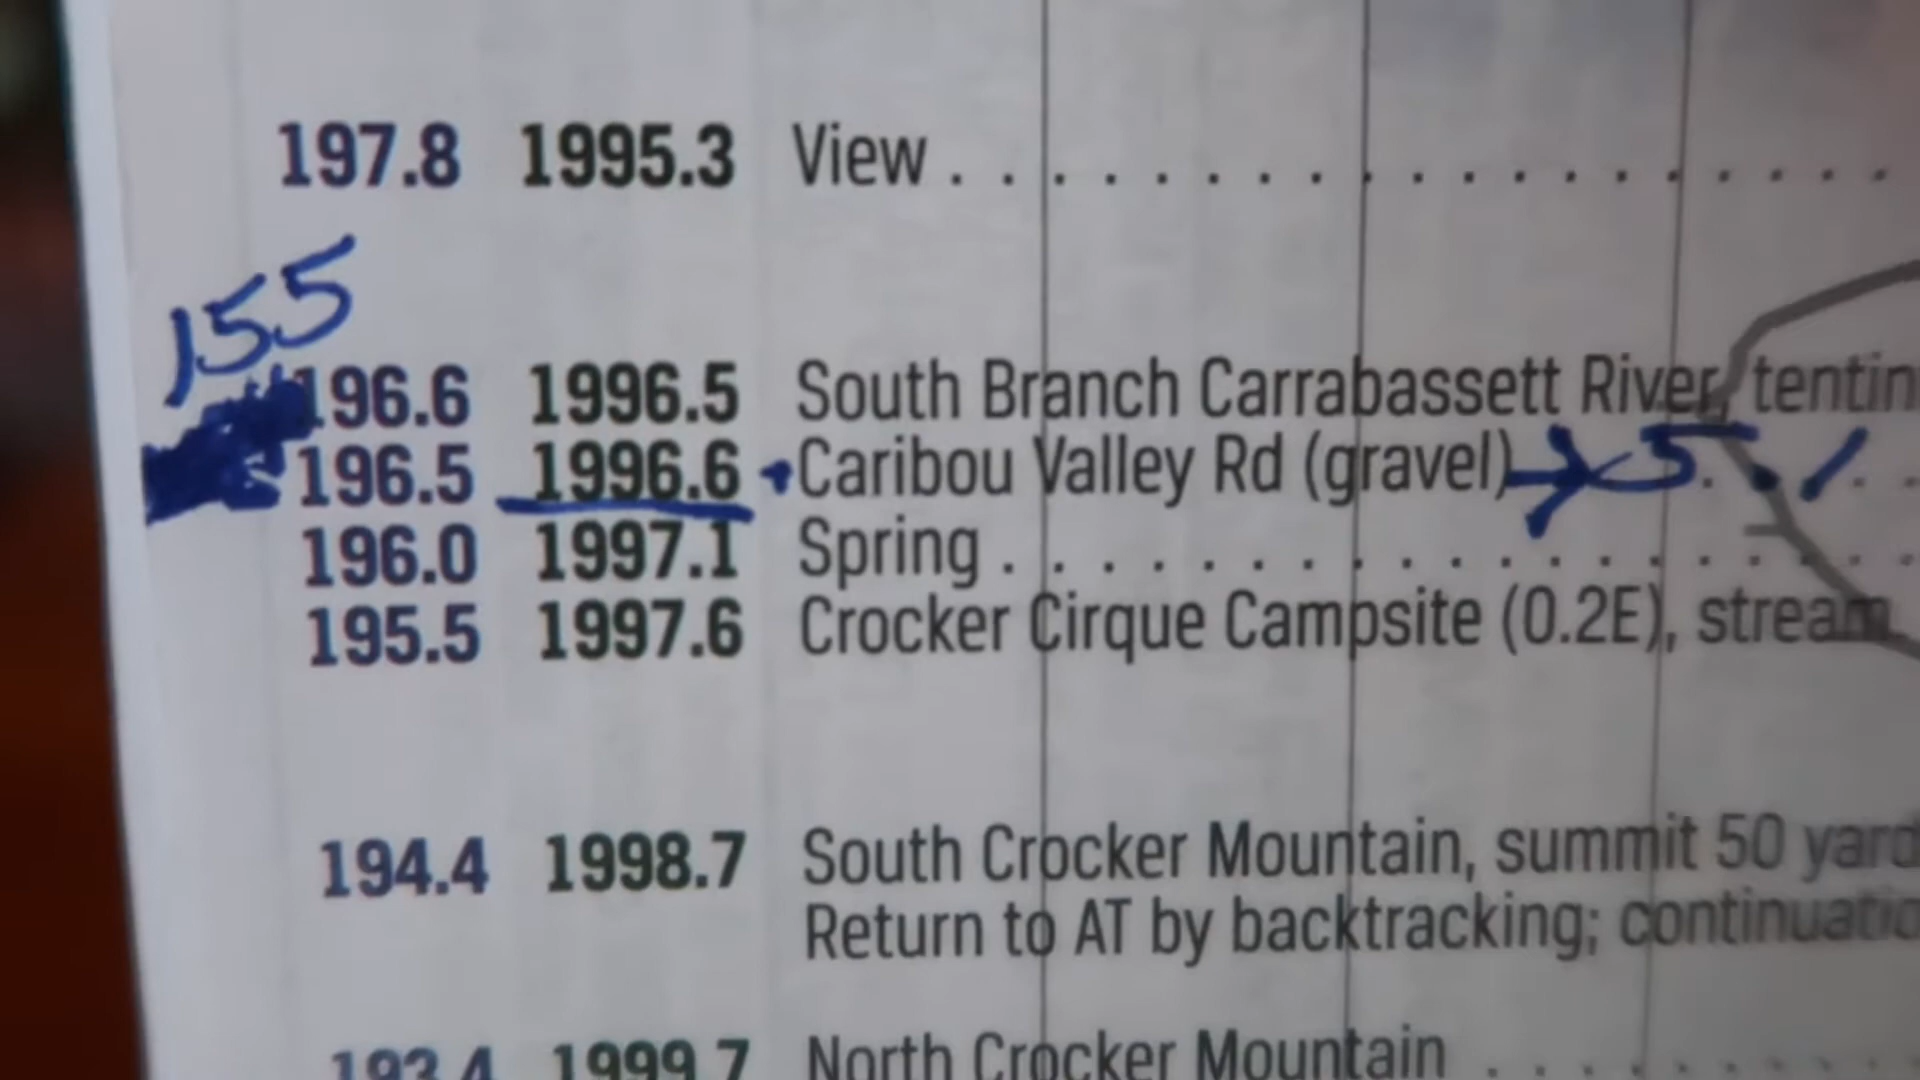 197.8 1995.3 View . . . . . . . . . . . . . . . . . . .
155
196.6 1996.5 South Branch Carrabassett River, tentin
196.5 1996.6 Caribou Valley Rd (gravel) → 5.1
196.0 1997.1 Spring . . . . . . . . . . . . . . . . . .
195.5 1997.6 Crocker Cirque Campsite (0.2E), stream
194.4 1998.7 South Crocker Mountain, summit 50 yard
Return to AT by backtracking; continuatio
193.4 1999.7 North Crocker Mountain . . . . . . . . .